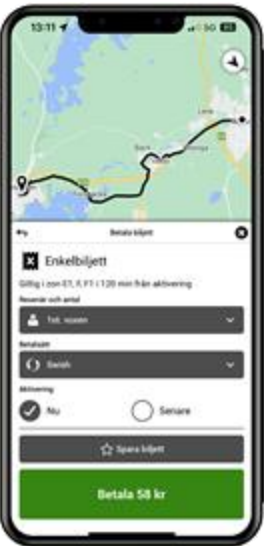 13:11
5G
Betala biljett
Enkelbiljett
Giltig i zon E1, F, F1 i 120 min från aktivering
Resenär och antal
1st. vuxen
Betalsätt
Swish
Aktivering
Nu
Senare
Spara biljett
Betala 58 kr